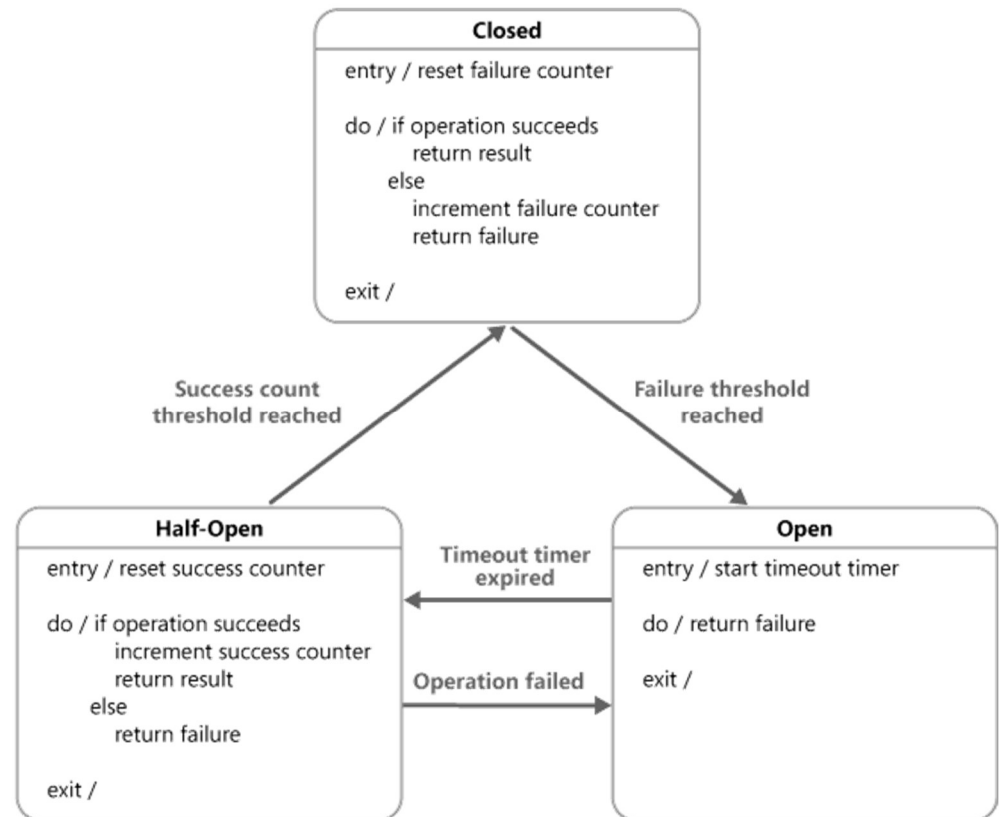 Closed
entry / reset failure counter
do / if operation succeeds
return result
else
increment failure counter
return failure
exit /
Success count
threshold reached
Failure threshold
reached
Half-Open
entry / reset success counter
do / if operation succeeds
increment success counter
return result
else
return failure
exit /
Timeout timer
expired
Operation failed
Open
entry / start timeout timer
do / return failure
exit /